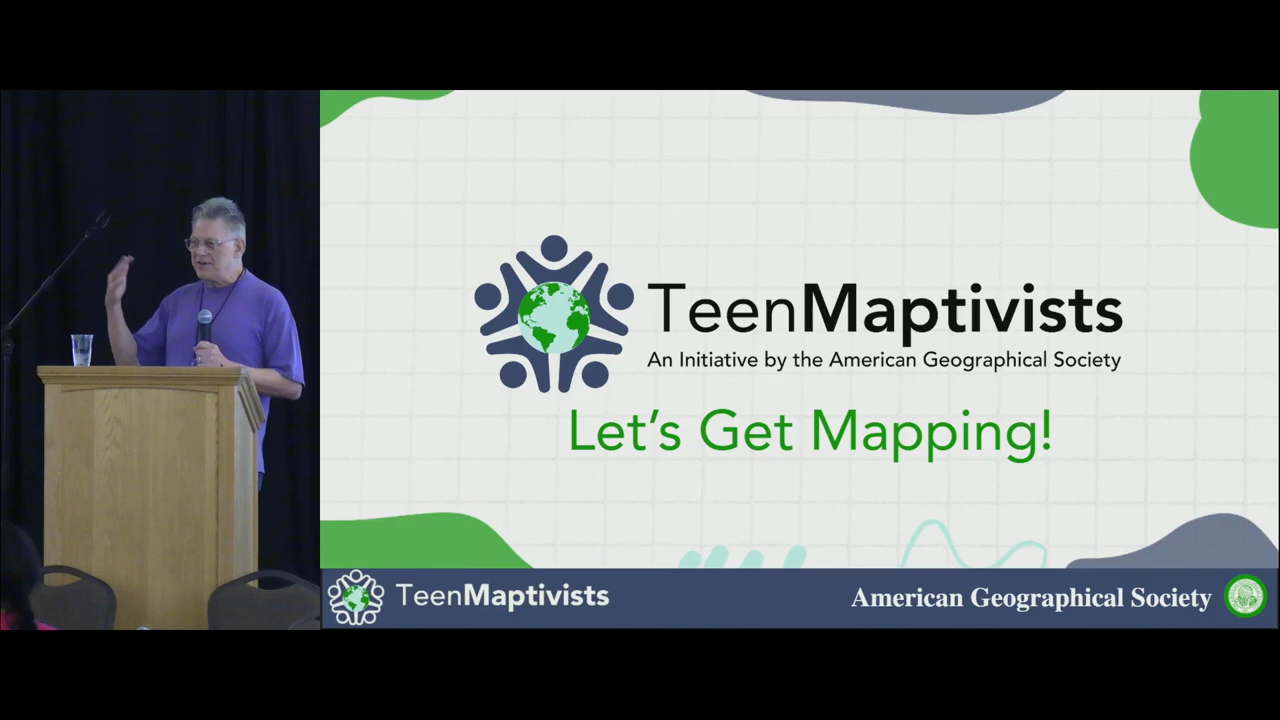 TeenMaptivists
An Initiative by the American Geographical Society
Let's Get Mapping!
TeenMaptivists
American Geographical Society